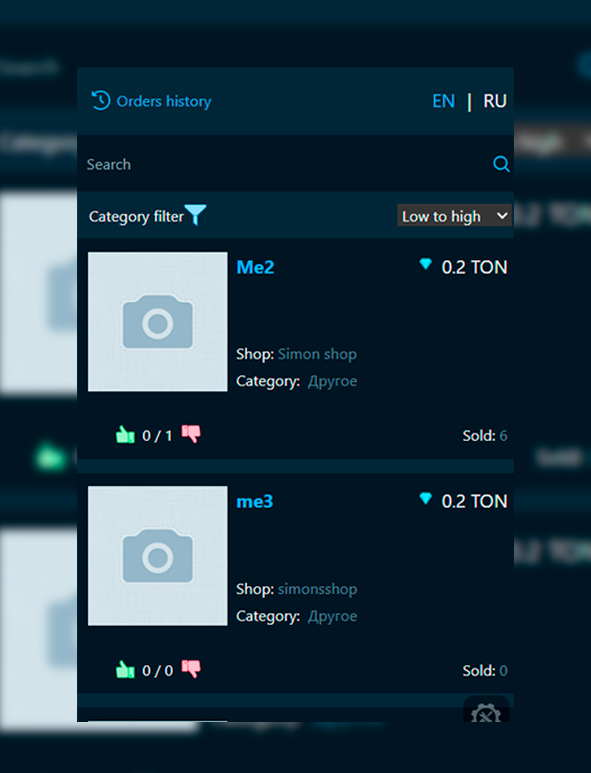 Orders history EN | RU
Search
Category filter Low to high
Me2 0.2 TON
Shop: Simon shop
Category: Другое
0 / 1 Sold: 6
me3 0.2 TON
Shop: simonsshop
Category: Другое
0 / 0 Sold: 0